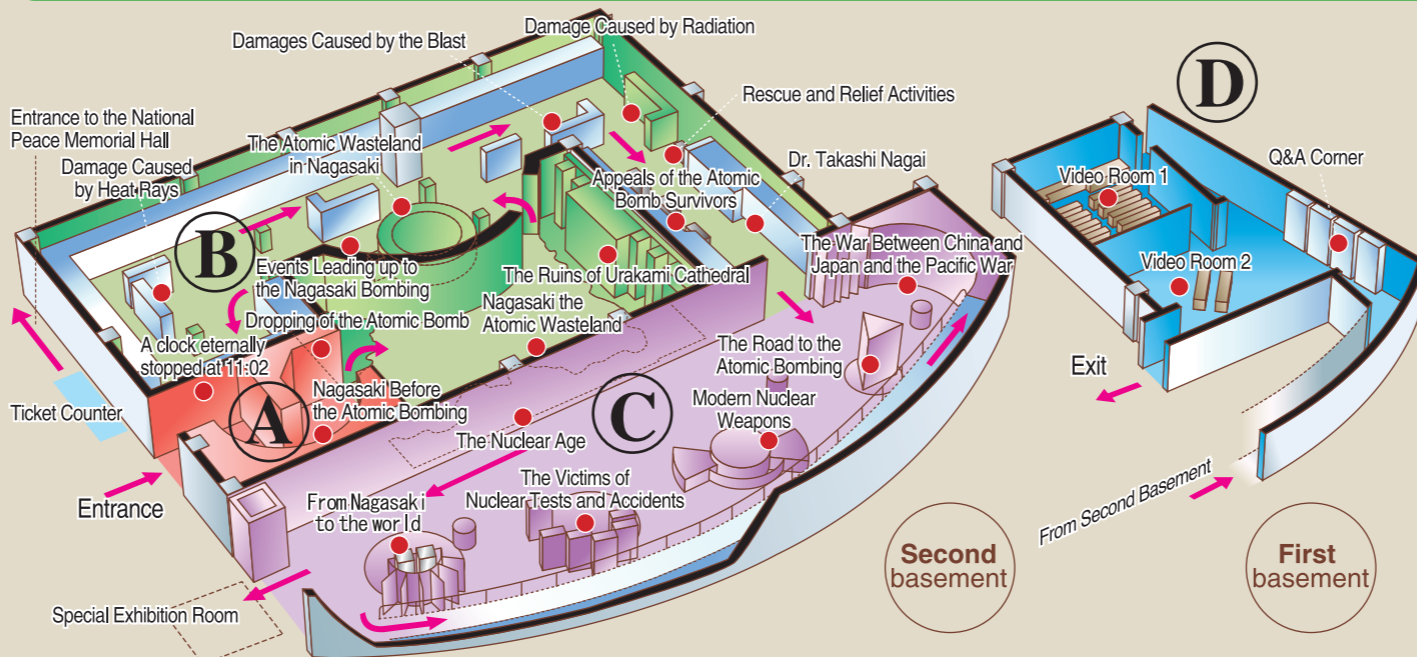 Damages Caused by the Blast
Damage Caused by Radiation
D
Entrance to the National
Peace Memorial Hall
Damage Caused
by Heat Rays
The Atomic Wasteland
in Nagasaki
Rescue and Relief Activities
Dr. Takashi Nagai
Appeals of the Atomic
Bomb Survivors
Video Room 1
Q&A Corner
B
Events Leading up to
the Nagasaki Bombing
The Ruins of Urakami Cathedral
The War Between China and
Japan and the Pacific War
Video Room 2
Dropping of the Atomic Bomb
Nagasaki the
Atomic Wasteland
A clock eternally
stopped at 11:02
The Road to the
Atomic Bombing
Exit
Ticket Counter
A
Nagasaki Before
the Atomic Bombing
C
Modern Nuclear
Weapons
The Nuclear Age
Entrance
From Nagasaki
to the world
The Victims of
Nuclear Tests and Accidents
From Second Basement
Second
basement
First
basement
Special Exhibition Room